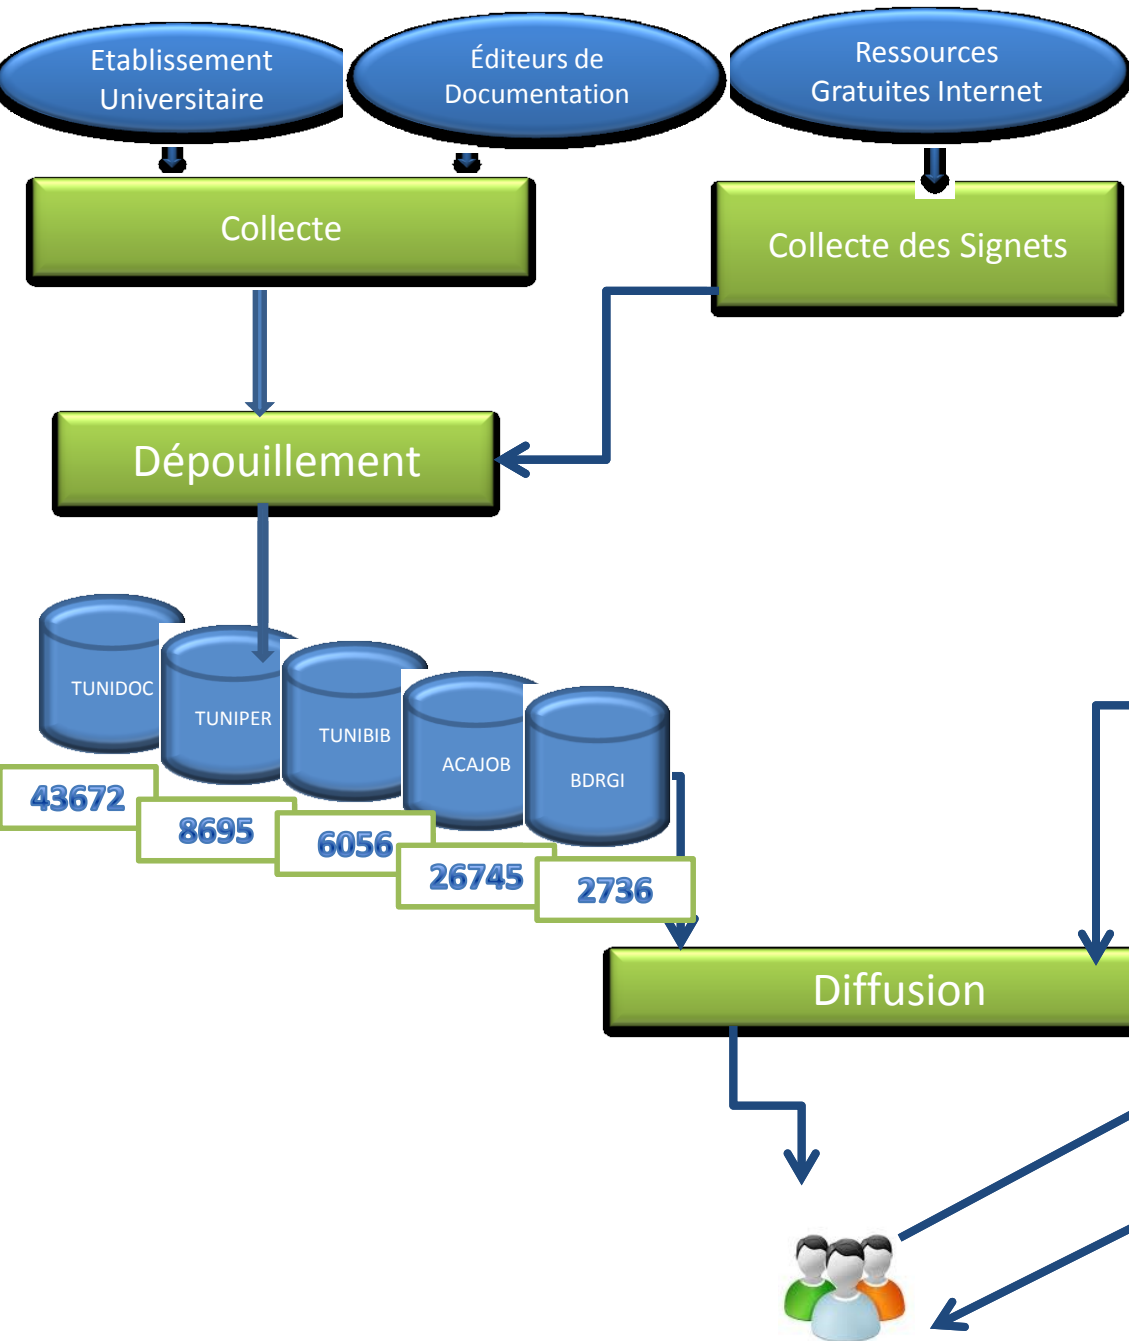 Etablissement
Universitaire
Éditeurs de
Documentation
Ressources
Gratuites Internet
Collecte
Collecte des Signets
Dépouillement
TUNIDOC
TUNIPER
TUNIBIB
ACAJOB
BDRGI
43672
8695
6056
26745
2736
Diffusion